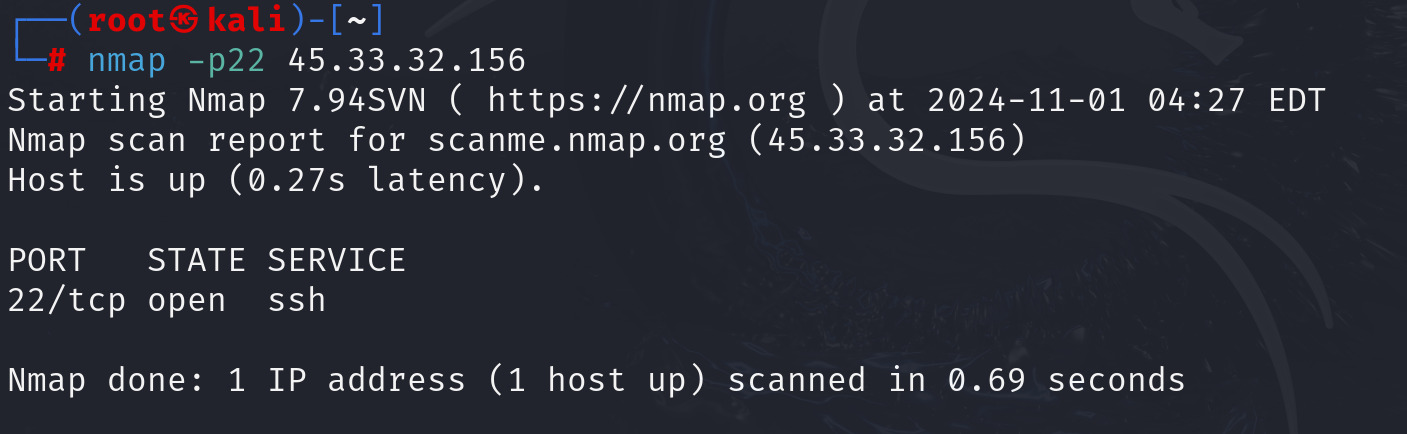 ┌──(root㉿kali)-[~]
└─# nmap -p22 45.33.32.156
Starting Nmap 7.94SVN ( https://nmap.org ) at 2024-11-01 04:27 EDT
Nmap scan report for scanme.nmap.org (45.33.32.156)
Host is up (0.27s latency).
PORT   STATE SERVICE
22/tcp open  ssh
Nmap done: 1 IP address (1 host up) scanned in 0.69 seconds